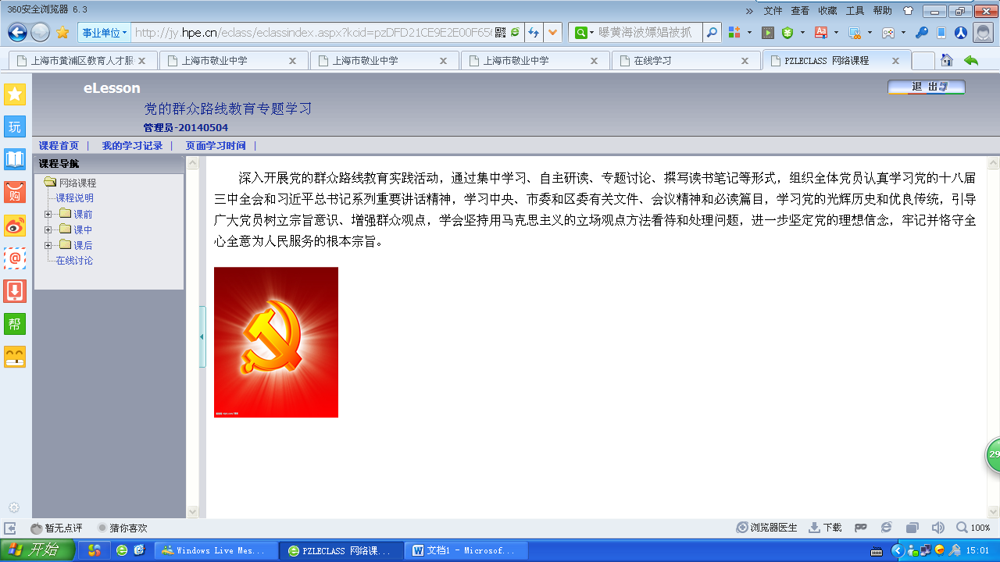 360安全浏览器 6.3
» 文件 查看 收藏 工具 帮助
事业单位 http://jy.hpe.cn/eclass/eclassindex.aspx?ksid=pzDFD21CE9E2E00F656 曝黄海波嫖娼被抓
上海市黄浦区教育人才服 上海市敬业中学 上海市敬业中学 上海市敬业中学 在线学习 PZLECLASS 网络课程
eLesson
退 出
党的群众路线教育专题学习
管理员-20140504
课程首页 | 我的学习记录 | 页面学习时间 |
课程导航
网络课程
课程说明
课前
课中
课后
在线讨论
玩
购
@
帮
深入开展党的群众路线教育实践活动，通过集中学习、自主研读、专题讨论、撰写读书笔记等形式，组织全体党员认真学习党的十八届
三中全会和习近平总书记系列重要讲话精神，学习中央、市委和区委有关文件、会议精神和必读篇目，学习党的光辉历史和优良传统，引导
广大党员树立宗旨意识、增强群众观点，学会坚持用马克思主义的立场观点方法看待和处理问题，进一步坚定党的理想信念，牢记并恪守全
心全意为人民服务的根本宗旨。
29
暂无点评 猜你喜欢 浏览器医生 下载 100%
开始 Windows Live Mes... PZLECLASS 网络课... 文档1 - Microsof... 15:01